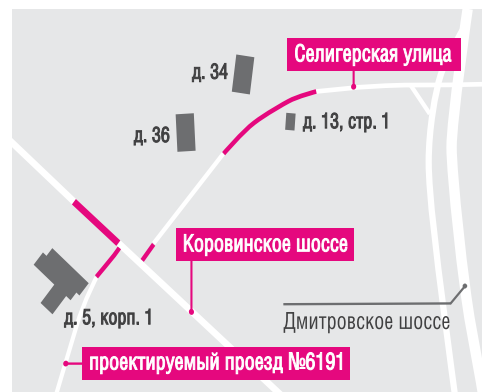 Селигерская улица
д. 34
д. 13, стр. 1
д. 36
Коровинское шоссе
д. 5, корп. 1
Дмитровское шоссе
проектируемый проезд №6191